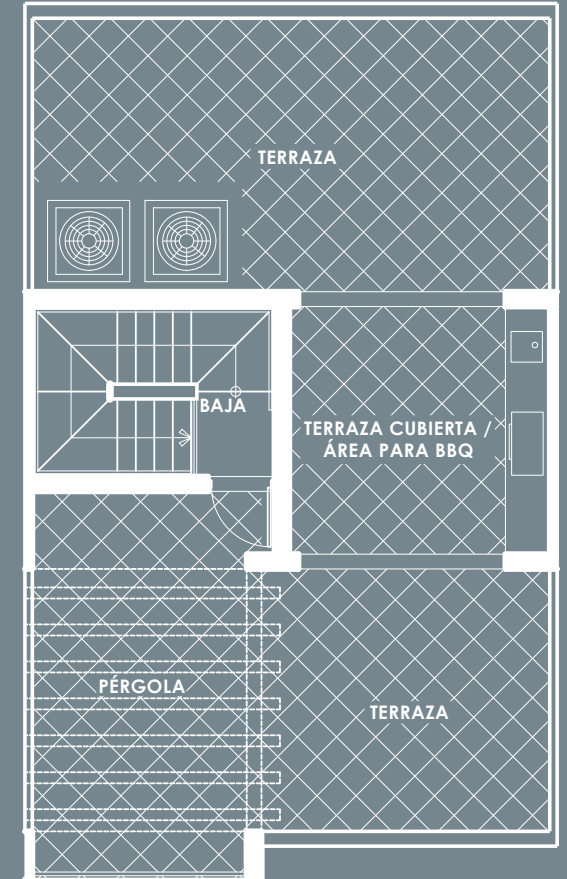 TERRAZA
BAJA
TERRAZA CUBIERTA /
ÁREA PARA BBQ
PÉRGOLA
TERRAZA